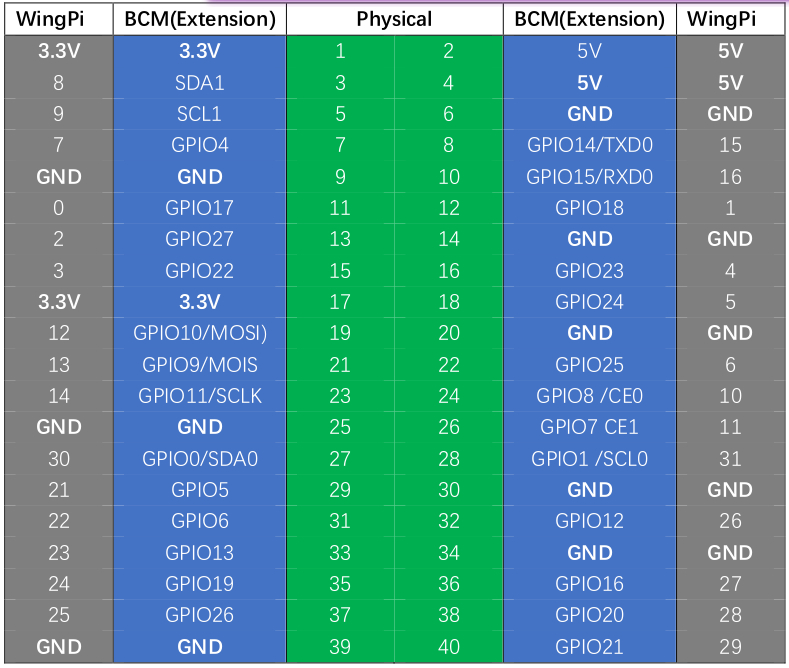 WingPi BCM(Extension) Physical BCM(Extension) WingPi
3.3V 3.3V 1 2 5V 5V
8 SDA1 3 4 5V 5V
9 SCL1 5 6 GND GND
7 GPIO4 7 8 GPIO14/TXD0 15
GND GND 9 10 GPIO15/RXD0 16
0 GPIO17 11 12 GPIO18 1
2 GPIO27 13 14 GND GND
3 GPIO22 15 16 GPIO23 4
3.3V 3.3V 17 18 GPIO24 5
12 GPIO10/MOSI) 19 20 GND GND
13 GPIO9/MOIS 21 22 GPIO25 6
14 GPIO11/SCLK 23 24 GPIO8 /CE0 10
GND GND 25 26 GPIO7 CE1 11
30 GPIO0/SDA0 27 28 GPIO1 /SCL0 31
21 GPIO5 29 30 GND GND
22 GPIO6 31 32 GPIO12 26
23 GPIO13 33 34 GND GND
24 GPIO19 35 36 GPIO16 27
25 GPIO26 37 38 GPIO20 28
GND GND 39 40 GPIO21 29